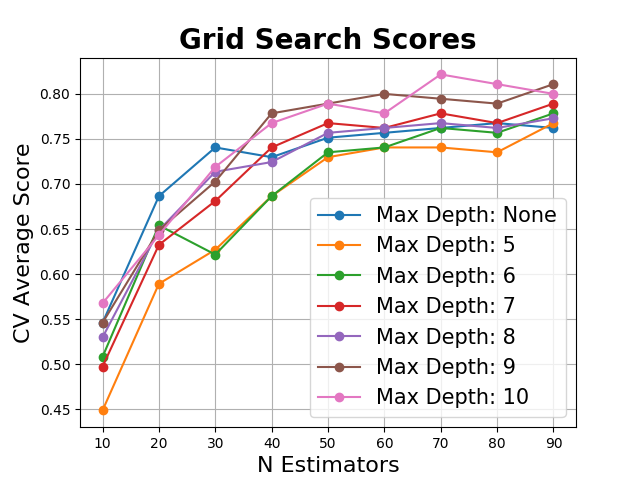 Grid Search Scores
CV Average Score
0.80
0.75
0.70
0.65
0.60
0.55
0.50
0.45
Max Depth: None
Max Depth: 5
Max Depth: 6
Max Depth: 7
Max Depth: 8
Max Depth: 9
Max Depth: 10
10 20 30 40 50 60 70 80 90
N Estimators